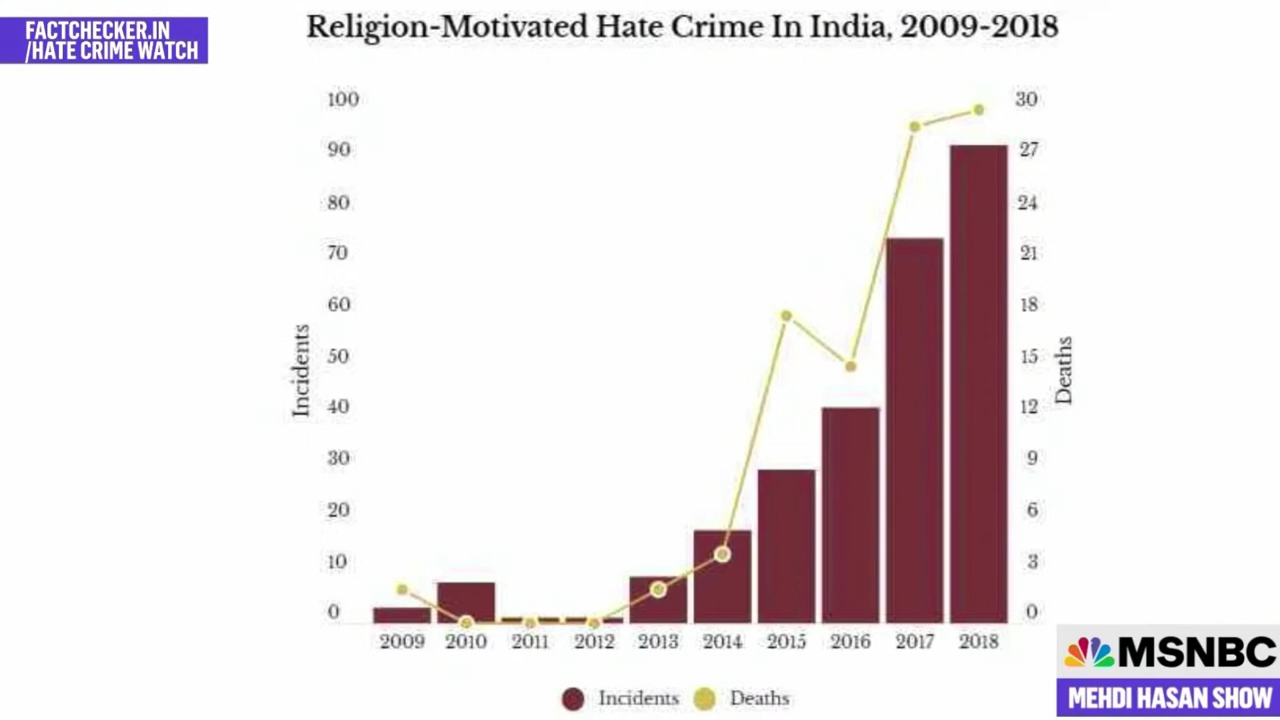 FACTCHECKER.IN
/HATE CRIME WATCH
Religion-Motivated Hate Crime In India, 2009-2018
100
90
80
70
60
50
40
30
20
10
0
Incidents
30
27
24
21
18
15
12
9
6
3
0
Deaths
2009 2010 2011 2012 2013 2014 2015 2016 2017 2018
Incidents Deaths
MSNBC
MEHDI HASAN SHOW